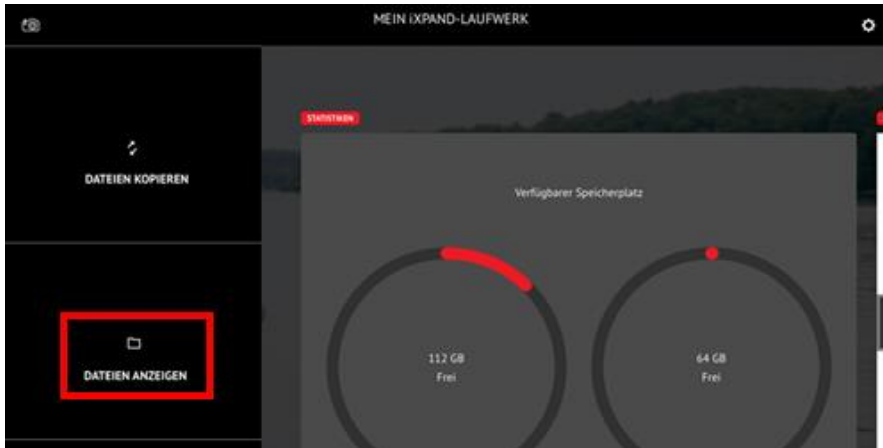 MEIN iXPAND-LAUFWERK
DATEIEN KOPIEREN
DATEIEN ANZEIGEN
STATISTIKEN
Verfügbarer Speicherplatz
112 GB
Frei
64 GB
Frei